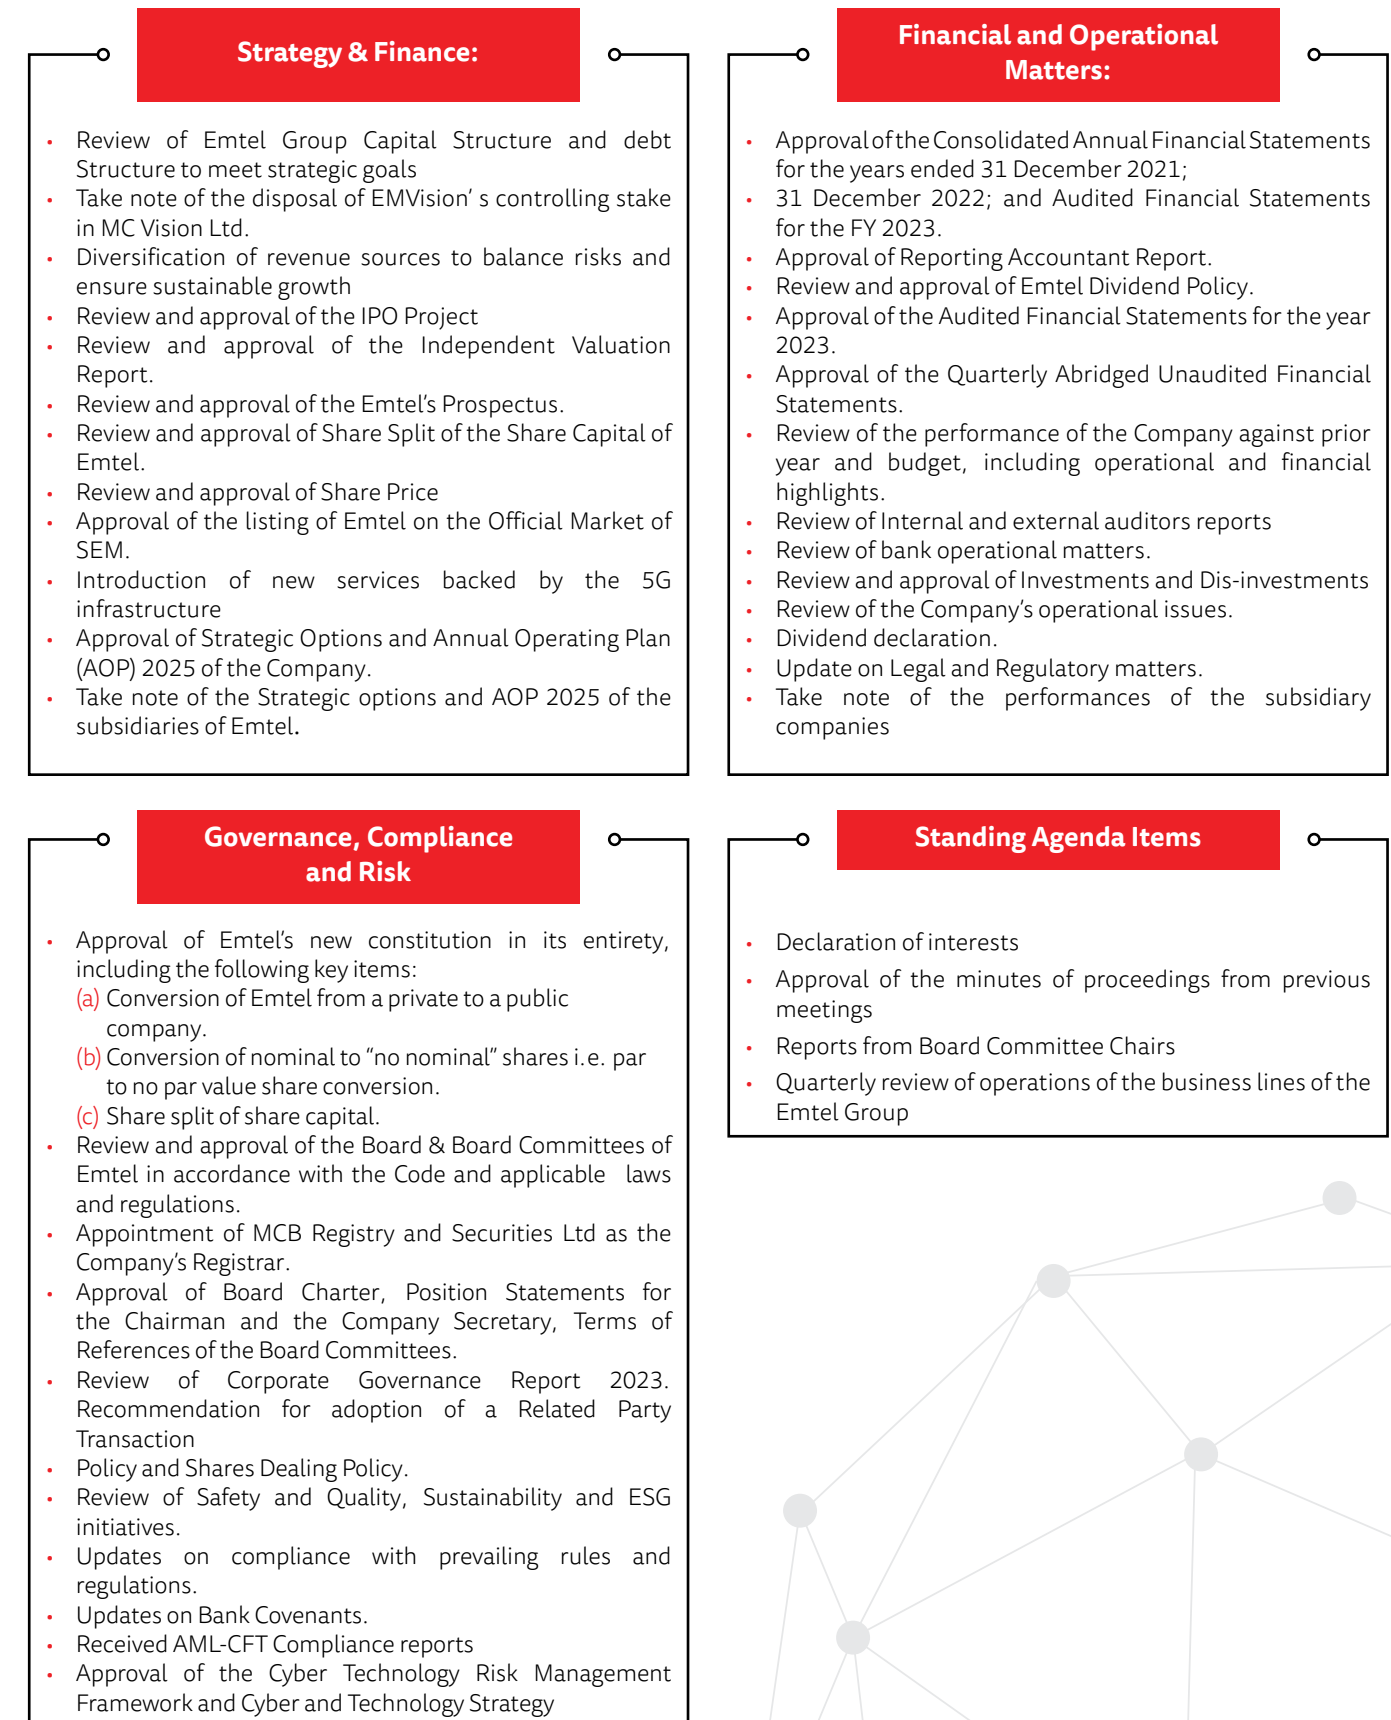 Strategy & Finance:
• Review of Emtel Group Capital Structure and debt
Structure to meet strategic goals
• Take note of the disposal of EMVision’ s controlling stake
in MC Vision Ltd.
• Diversification of revenue sources to balance risks and
ensure sustainable growth
• Review and approval of the IPO Project
• Review and approval of the Independent Valuation
Report.
• Review and approval of the Emtel’s Prospectus.
• Review and approval of Share Split of the Share Capital of
Emtel.
• Review and approval of Share Price
• Approval of the listing of Emtel on the Official Market of
SEM.
• Introduction of new services backed by the 5G
infrastructure
• Approval of Strategic Options and Annual Operating Plan
(AOP) 2025 of the Company.
• Take note of the Strategic options and AOP 2025 of the
subsidiaries of Emtel.
Financial and Operational
Matters:
• Approval of the Consolidated Annual Financial Statements
for the years ended 31 December 2021;
• 31 December 2022; and Audited Financial Statements
for the FY 2023.
• Approval of Reporting Accountant Report.
• Review and approval of Emtel Dividend Policy.
• Approval of the Audited Financial Statements for the year
2023.
• Approval of the Quarterly Abridged Unaudited Financial
Statements.
• Review of the performance of the Company against prior
year and budget, including operational and financial
highlights.
• Review of Internal and external auditors reports
• Review of bank operational matters.
• Review and approval of Investments and Dis-investments
• Review of the Company’s operational issues.
• Dividend declaration.
• Update on Legal and Regulatory matters.
• Take note of the performances of the subsidiary
companies
Governance, Compliance
and Risk
• Approval of Emtel’s new constitution in its entirety,
including the following key items:
(a) Conversion of Emtel from a private to a public
company.
(b) Conversion of nominal to “no nominal” shares i.e. par
to no par value share conversion.
(c) Share split of share capital.
• Review and approval of the Board & Board Committees of
Emtel in accordance with the Code and applicable laws
and regulations.
• Appointment of MCB Registry and Securities Ltd as the
Company’s Registrar.
• Approval of Board Charter, Position Statements for
the Chairman and the Company Secretary, Terms of
References of the Board Committees.
• Review of Corporate Governance Report 2023.
Recommendation for adoption of a Related Party
Transaction
• Policy and Shares Dealing Policy.
• Review of Safety and Quality, Sustainability and ESG
initiatives.
• Updates on compliance with prevailing rules and
regulations.
• Updates on Bank Covenants.
• Received AML-CFT Compliance reports
• Approval of the Cyber Technology Risk Management
Framework and Cyber and Technology Strategy
Standing Agenda Items
• Declaration of interests
• Approval of the minutes of proceedings from previous
meetings
• Reports from Board Committee Chairs
• Quarterly review of operations of the business lines of the
Emtel Group